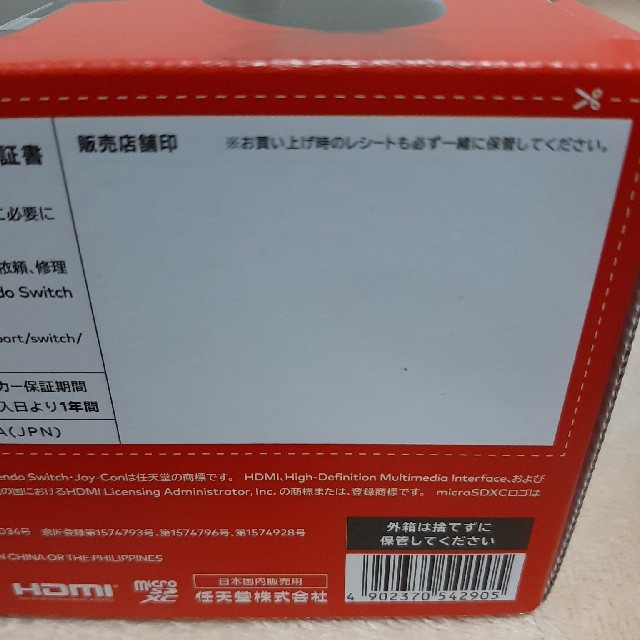 証書
販売店舗印
※お買い上げ時のレシートも必ず一緒に保管してください。
に必要に
依頼、修理
do Switch
port/switch/
カー保証期間
入日より1年間
A(JPN)
endo Switch・Joy-Conは任天堂の商標です。 HDMI、High-Definition Multimedia Interface、および
の国におけるHDMI Licensing Administrator, Inc. の商標または、登録商標です。 microSDXCロゴは
034号 意匠登録第1574793号、第1574796号、第1574928号
外箱は捨てずに
保管してください
N CHINA OR THE PHILIPPINES
HDMI
micro
SD
XC
日本国内販売用
任天堂株式会社
4 902370 542905